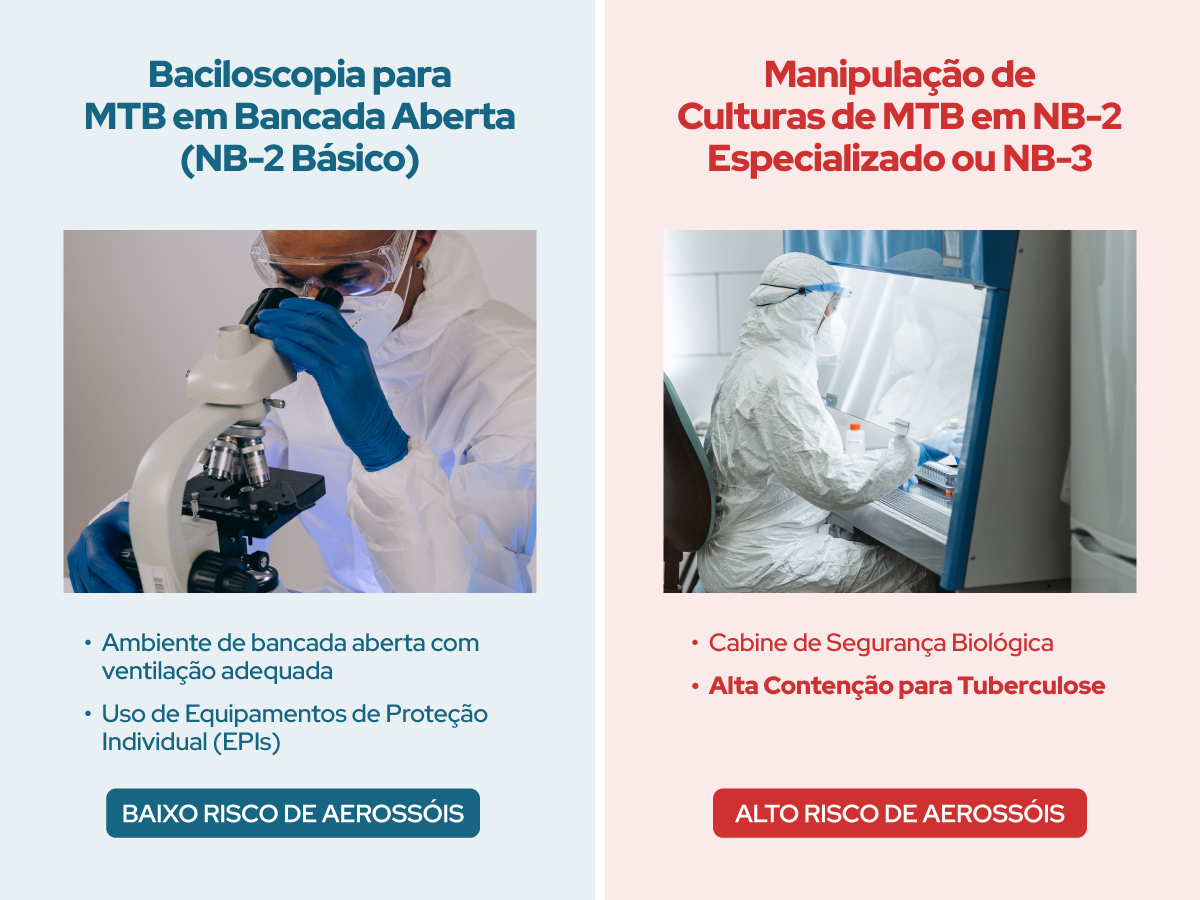 Baciloscopia para
MTB em Bancada Aberta
(NB-2 Básico)
• Ambiente de bancada aberta com
ventilação adequada
• Uso de Equipamentos de Proteção
Individual (EPIs)
BAIXO RISCO DE AEROSSÓIS
Manipulação de
Culturas de MTB em NB-2
Especializado ou NB-3
• Cabine de Segurança Biológica
• Alta Contenção para Tuberculose
ALTO RISCO DE AEROSSÓIS